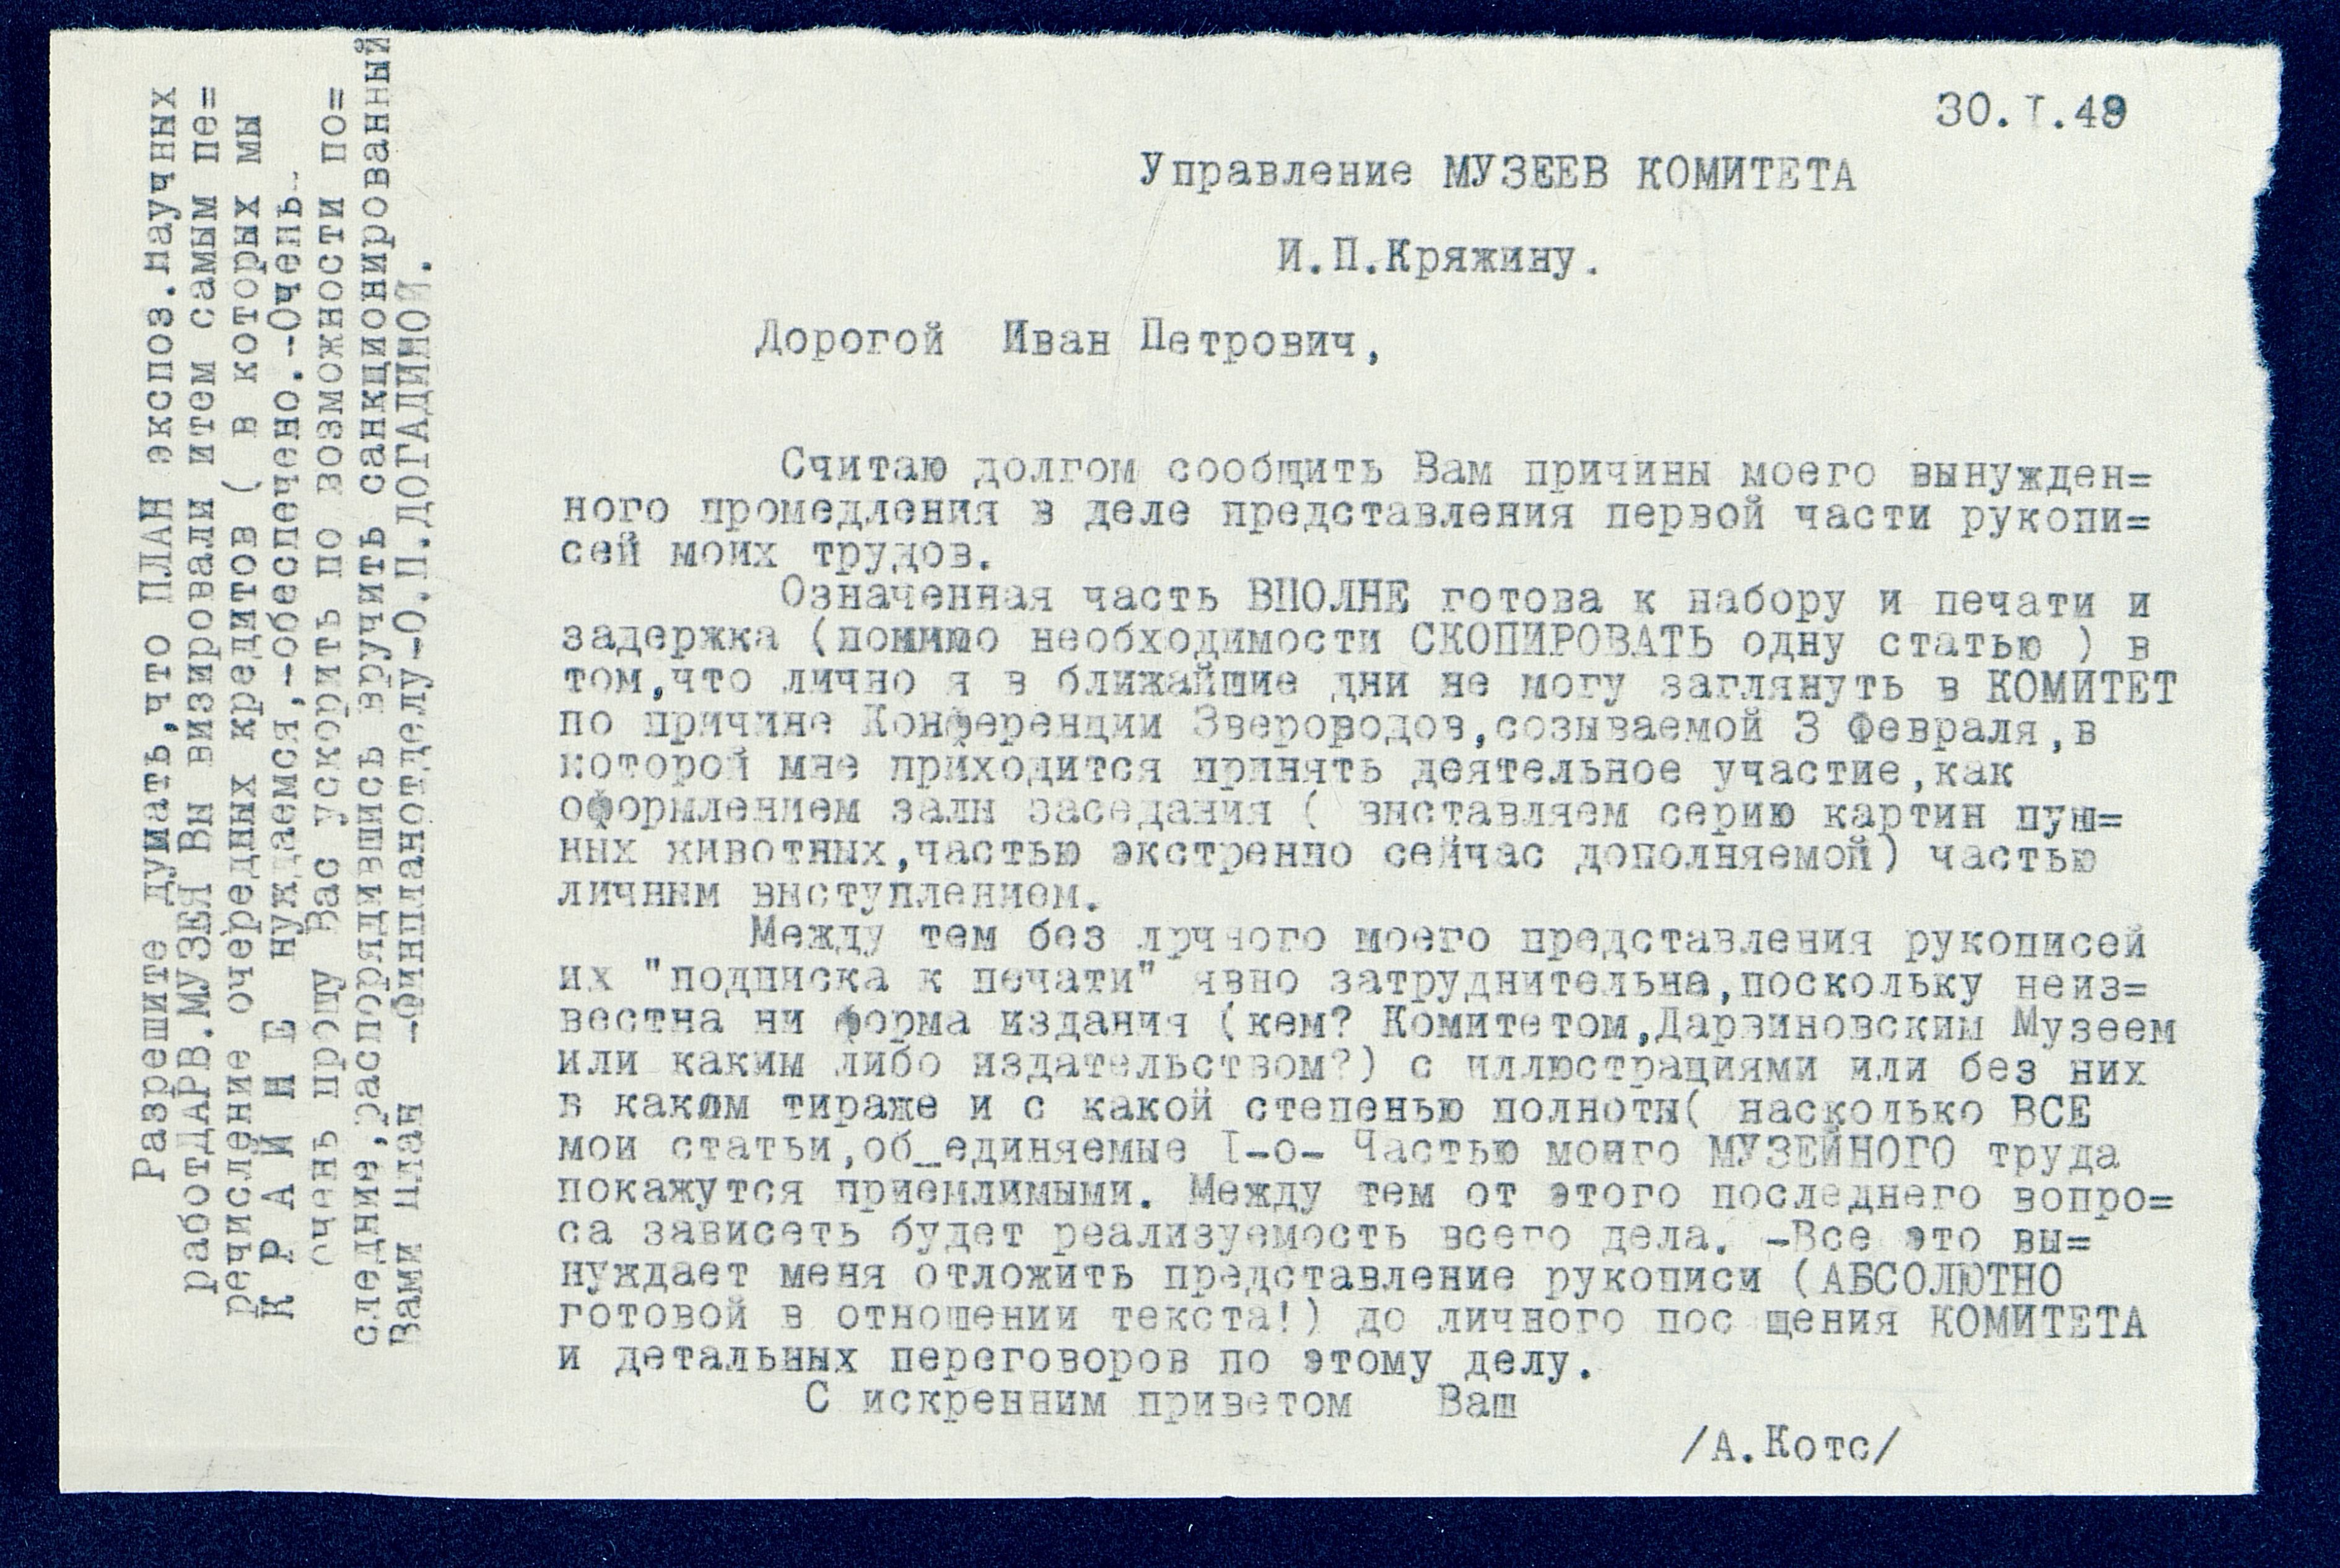 30.I.49
Управление МУЗЕЕВ КОМИТЕТА
И.П.Кряжину.
Дорогой Иван Петрович,
Считаю долгом сообщить Вам причины моего вынужден=
ного промедления в деле представления первой части рукопи=
сей моих трудов.
Означенная часть ВПОЛНЕ готова к набору и печати и
задержка (помимо необходимости СКОПИРОВАТЬ одну статью ) в
том,что лично я в ближайшие дни не могу заглянуть в КОМИТЕТ
по причине Конференции Звероводов,созываемой 3 Февраля,в
которой мне приходится принять деятельное участие,как
оформлением залы заседания ( выставляем серию картин пуш=
ных животных,частью экстренно сейчас дополняемой) частью
личным выступлением.
Между тем без личного моего представления рукописей
их "подписка к печати" явно затруднительна,поскольку неиз=
вестна ни форма издания (кем? Комитетом,Дарвиновским Музеем
или каким либо издательством?) с иллюстрациями или без них
в каком тираже и с какой степенью полноты( насколько ВСЕ
мои статьи,об_единяемые I-о- Частью моиго МУЗЕЙНОГО труда
покажутся приемлимыми. Между тем от этого последнего вопро=
са зависеть будет реализуемость всего дела. -Все это вы=
нуждает меня отложить представление рукописи (АБСОЛЮТНО
готовой в отношении текста!) до личного пос щения КОМИТЕТА
и детальных переговоров по этому делу.
С искренним приветом Ваш
/А.Котс/
Разрешите думать,что ПЛАН экспоз.научных
работДАРВ.МУЗЕЯ Вы визировали итем самым пе=
речисление очередных кредитов ( в которых мы
К Р А Й Н Е нуждаемся,-обеспечено.-Очень-
очень прошу Вас ускорить по возможности по=
следние,распорядившись вручить санкционированный
Вами план -финпланотделу-О.П.ДОГАДИНОЙ.